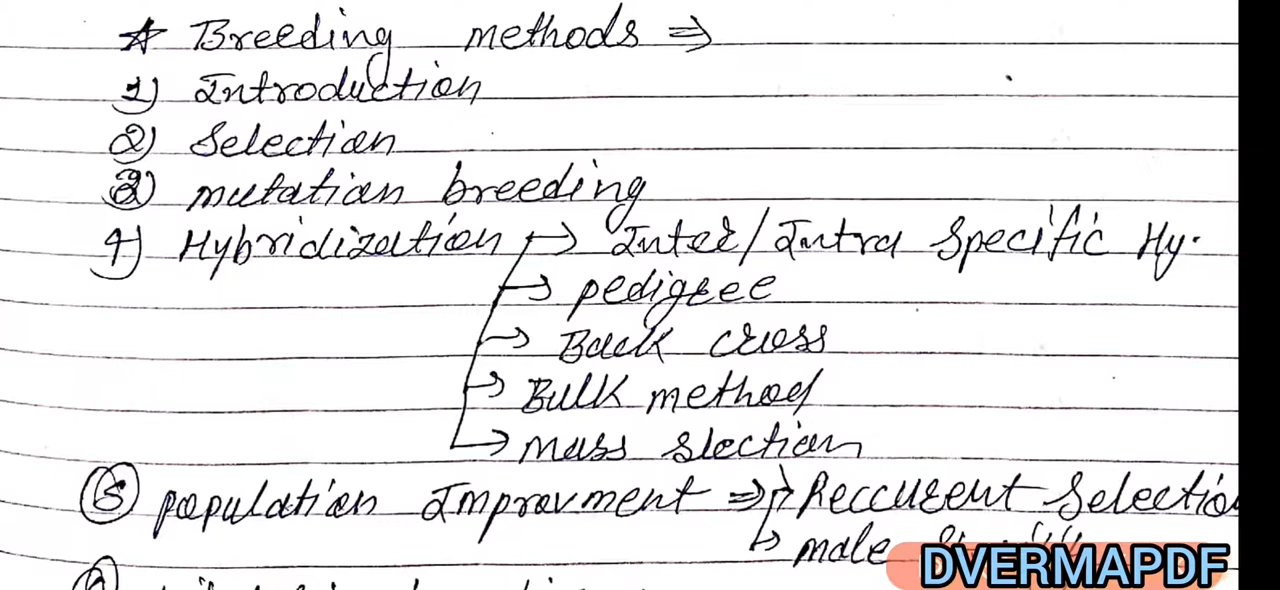 ★ Breeding methods ⇒
1) Introduction
2) Selection
3) mutation breeding
4) Hybridization → Inter/Intra Specific Hy.
→ pedigree
→ Back cross
→ Bulk method
→ mass slection
5 population Improvment ⇒ → Reccurent Selection
→ male
DVERMAPDF